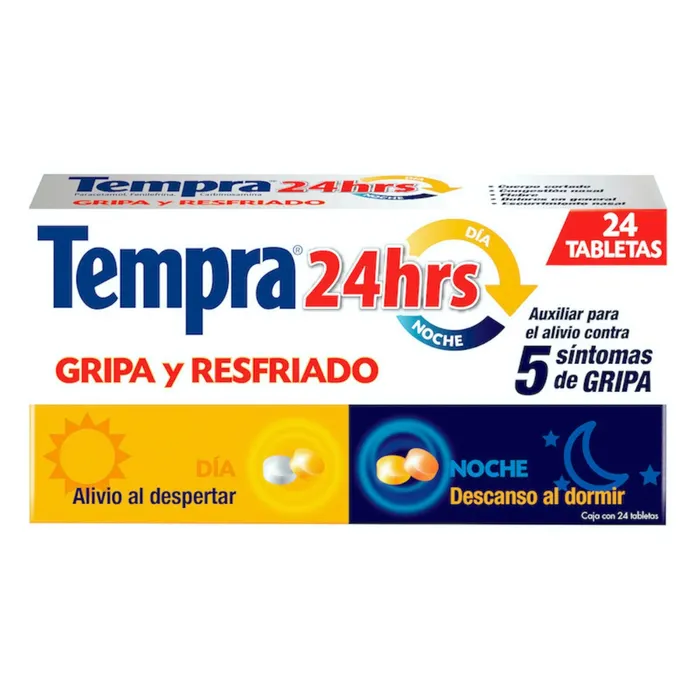 Tempra 24hrs
Paracetamol, Fenilefrina, Carbinoxamina
GRIPA Y RESFRIADO
NOCHE
• Cuerpo cortado
• Congestión nasal
• Fiebre
• Dolores en general
• Escurrimiento nasal
24
TABLETAS
Tempra® 24hrs
DÍA
NOCHE
GRIPA y RESFRIADO
Auxiliar para
el alivio contra
5 síntomas
de GRIPA
DÍA
Alivio al despertar
NOCHE
Descanso al dormir
Caja con 24 tabletas